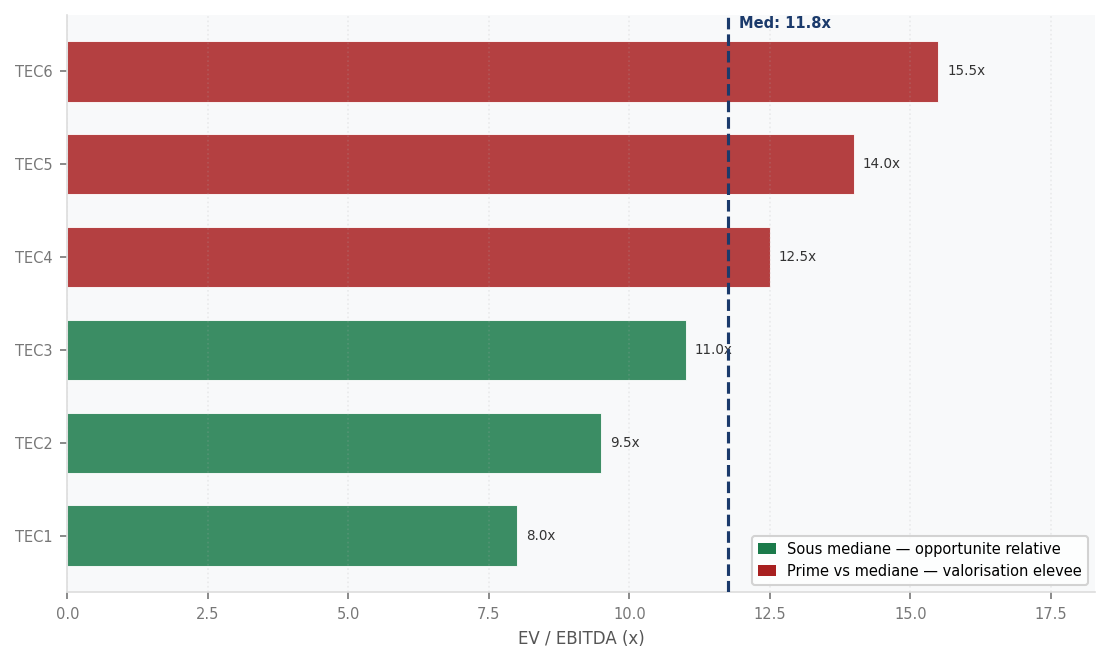 Med: 11.8x
TEC6
15.5x
TEC5
14.0x
TEC4
12.5x
TEC3
11.0x
TEC2
9.5x
TEC1
8.0x
Sous mediane — opportunite relative
Prime vs mediane — valorisation elevee
0.0 2.5 5.0 7.5 10.0 12.5 15.0 17.5
EV / EBITDA (x)